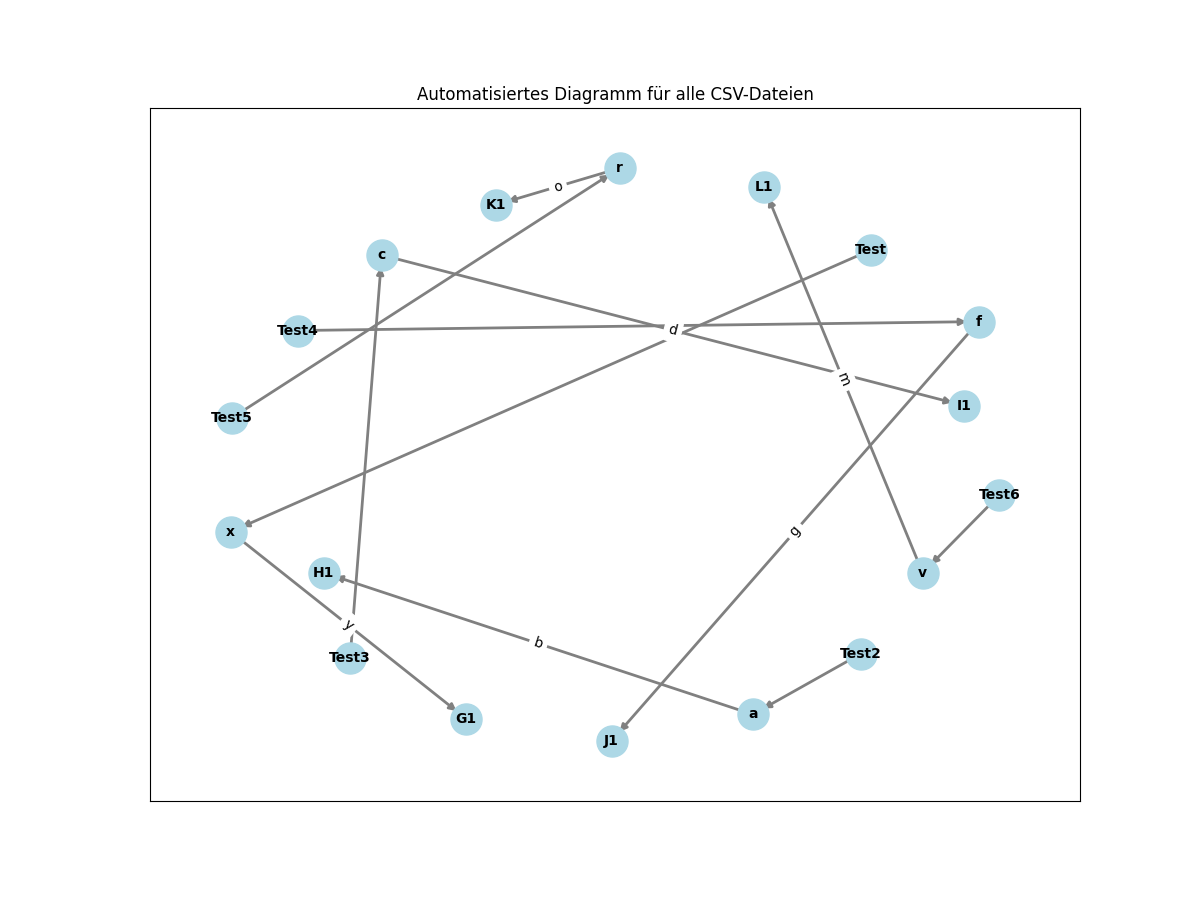 Automatisiertes Diagramm für alle CSV-Dateien
r
L1
o
K1
Test
c
f
Test4
d
m
I1
Test5
Test6
x
g
H1
v
y
b
Test2
Test3
a
G1
J1